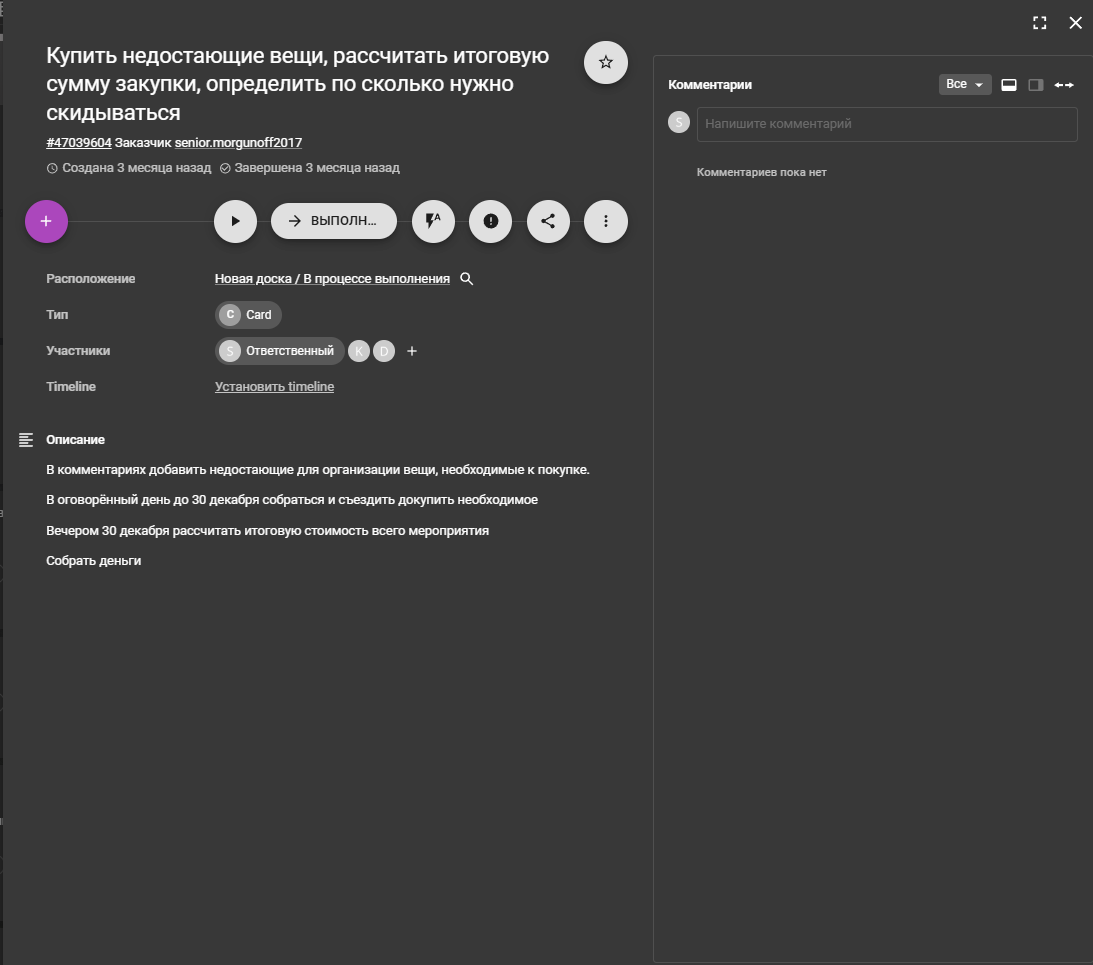 Купить недостающие вещи, рассчитать итоговую
сумму закупки, определить по сколько нужно
скидываться
#47039604 Заказчик senior.morgunoff2017
Создана 3 месяца назад Завершена 3 месяца назад
ВЫПОЛН...
A
Расположение Новая доска / В процессе выполнения
Тип C Card
Участники S Ответственный K D +
Timeline Установить timeline
Описание
В комментариях добавить недостающие для организации вещи, необходимые к покупке.
В оговорённый день до 30 декабря собраться и съездить докупить необходимое
Вечером 30 декабря рассчитать итоговую стоимость всего мероприятия
Собрать деньги
Комментарии Все
S Напишите комментарий
Комментариев пока нет